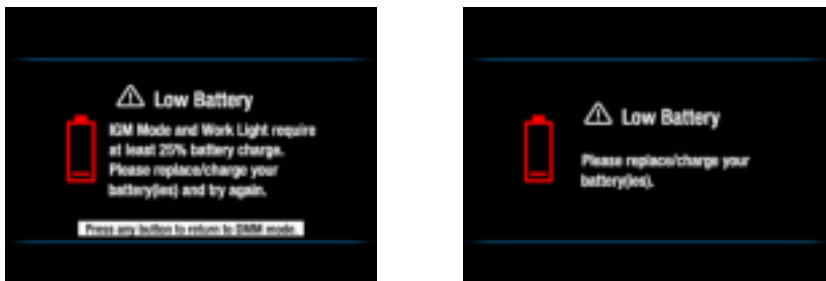 Low Battery
IGM Mode and Work Light require
at least 25% battery charge.
Please replace/charge your
battery(ies) and try again.
Press any button to return to DMM mode.
Low Battery
Please replace/charge your
battery(ies).